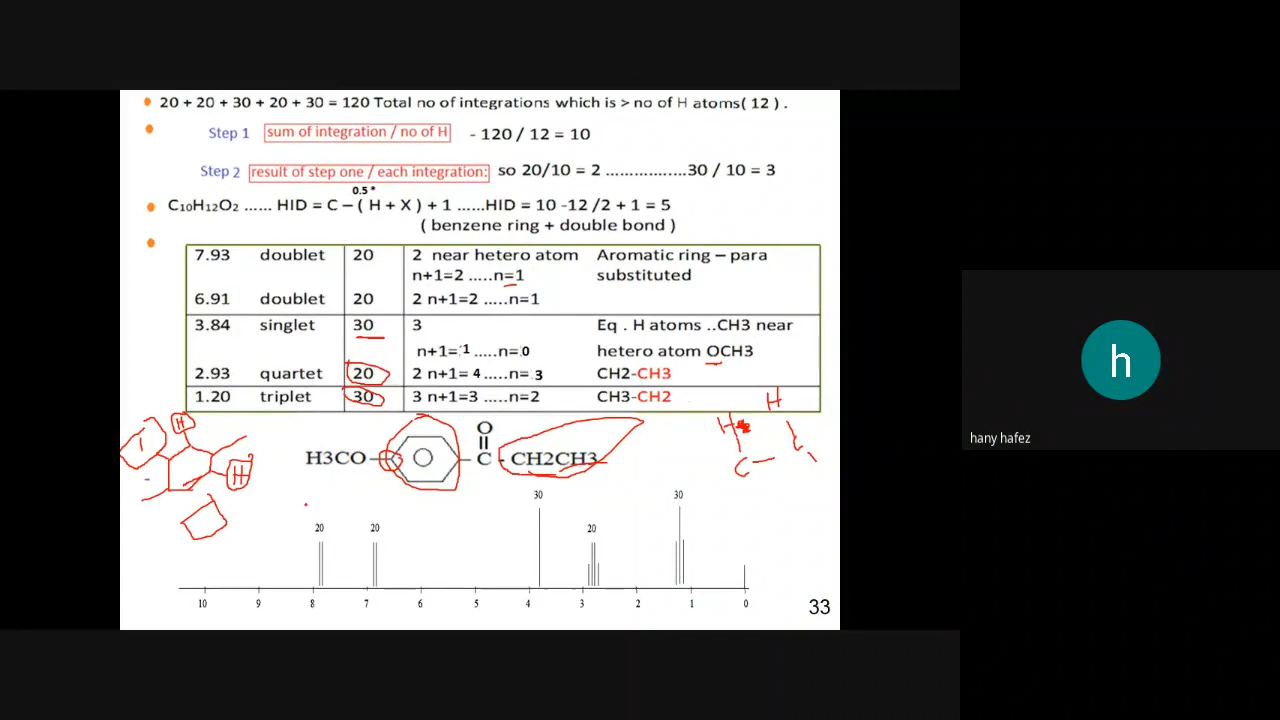 20 + 20 + 30 + 20 + 30 = 120 Total no of integrations which is > no of H atoms( 12 ) .
Step 1 sum of integration / no of H - 120 / 12 = 10
Step 2 result of step one / each integration: so 20/10 = 2 .................30 / 10 = 3
0.5 *
C10H12O2 ...... HID = C – ( H + X ) + 1 ......HID = 10 -12 /2 + 1 = 5
( benzene ring + double bond )
7.93 doublet 20 2 near hetero atom Aromatic ring – para
n+1=2 .....n=1 substituted
6.91 doublet 20 2 n+1=2 .....n=1
3.84 singlet 30 3 Eq . H atoms ..CH3 near
n+1= 1 .....n= 0 hetero atom OCH3
2.93 quartet 20 2 n+1= 4 .....n= 3 CH2-CH3
1.20 triplet 30 3 n+1=3 .....n=2 CH3-CH2
H H
H
C
H
O
H3CO C - CH2CH3
hany hafez
h
30 30
20 20 20
10 9 8 7 6 5 4 3 2 1 0
33